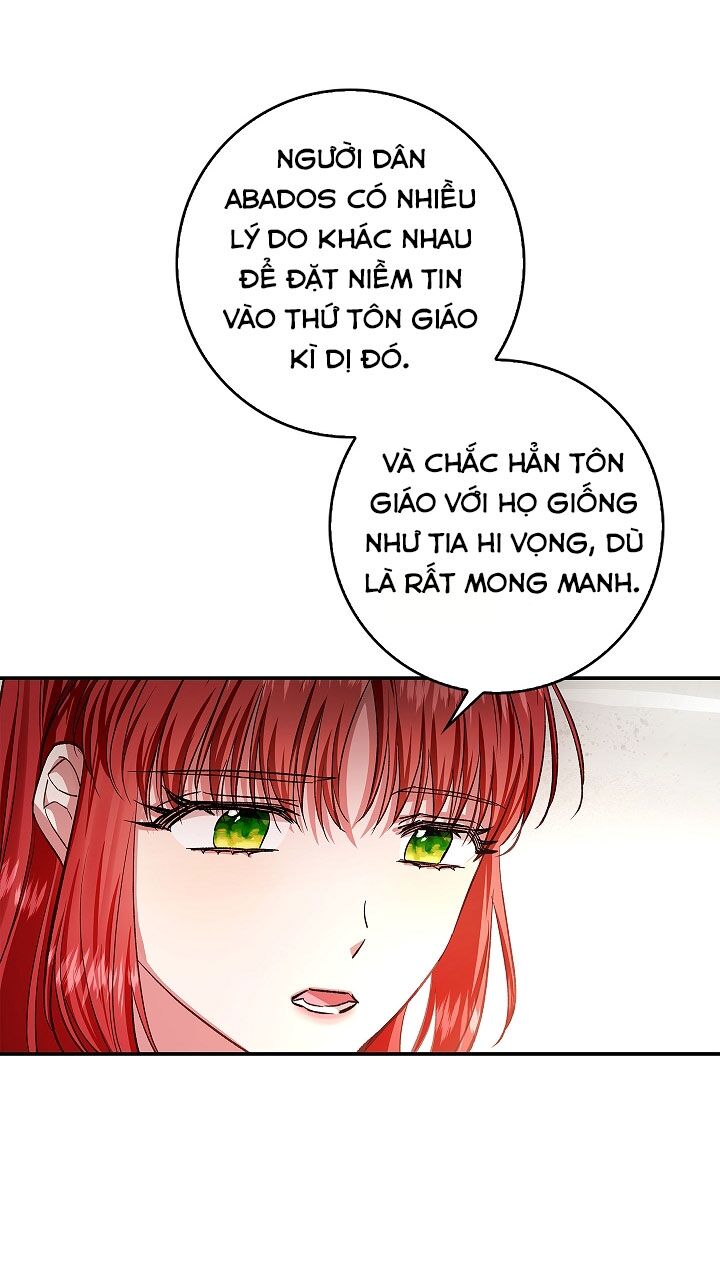 NGƯỜI DÂN
ABADOS CÓ NHIỀU
LÝ DO KHÁC NHAU
ĐỂ ĐẶT NIỀM TIN
VÀO THỨ TÔN GIÁO
KÌ DỊ ĐÓ.
VÀ CHẮC HẲN TÔN
GIÁO VỚI HỌ GIỐNG
NHƯ TIA HI VỌNG, DÙ
LÀ RẤT MONG MANH.